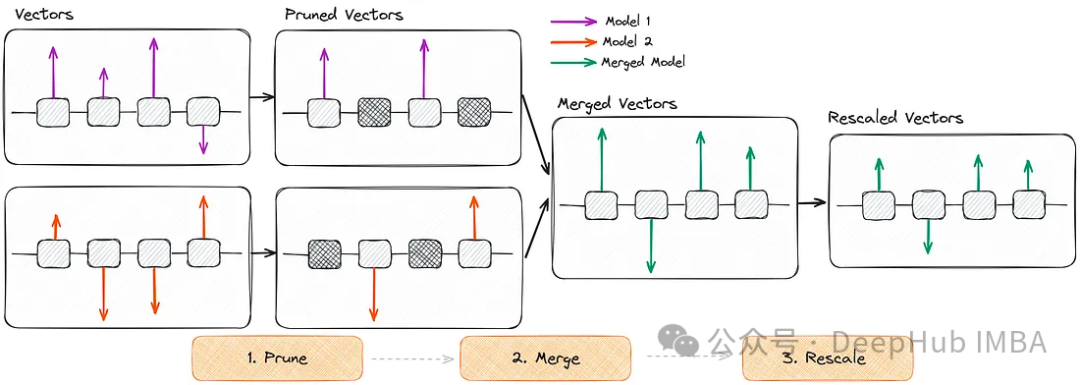 Vectors
Pruned Vectors
Model 1
Model 2
Merged Model
Merged Vectors
Rescaled Vectors
1. Prune
2. Merge
3. Rescale
公众号 · DeepHub IMBA